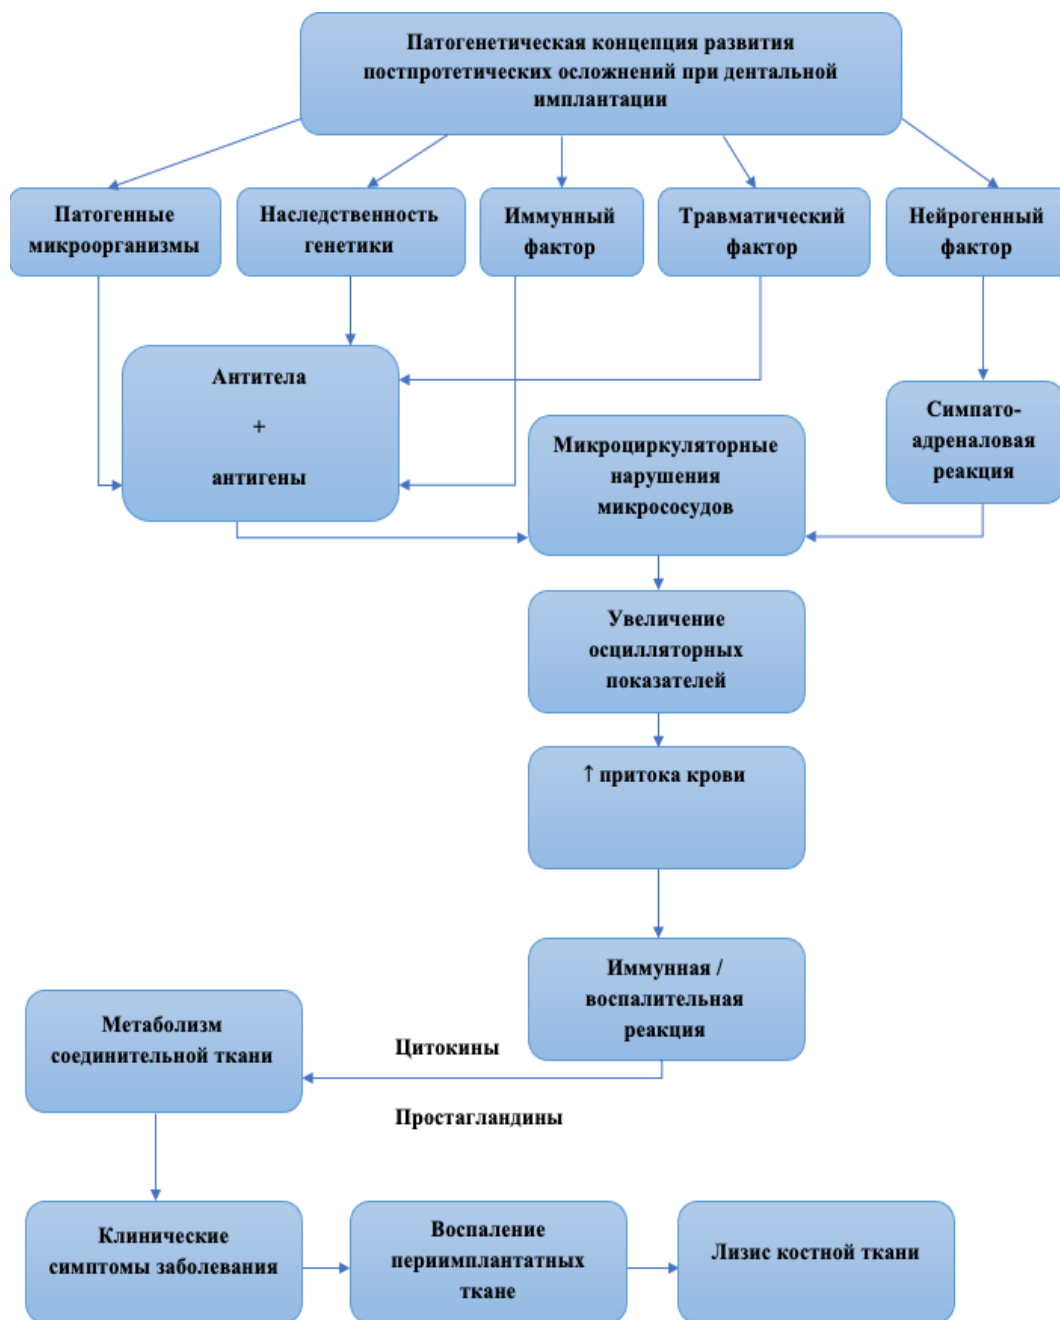 Патогенетическая концепция развития
постпротетических осложнений при дентальной
имплантации
Патогенные
микроорганизмы
Наследственность
генетики
Иммунный
фактор
Травматический
фактор
Нейрогенный
фактор
Антитела
+
антигены
Симпато-
адреналовая
реакция
Микроциркуляторные
нарушения
микрососудов
Увеличение
осцилляторных
показателей
↑ притока крови
Иммунная /
воспалительная
реакция
Цитокины
Простагландины
Метаболизм
соединительной ткани
Клинические
симптомы заболевания
Воспаление
периимплантатных
ткане
Лизис костной ткани